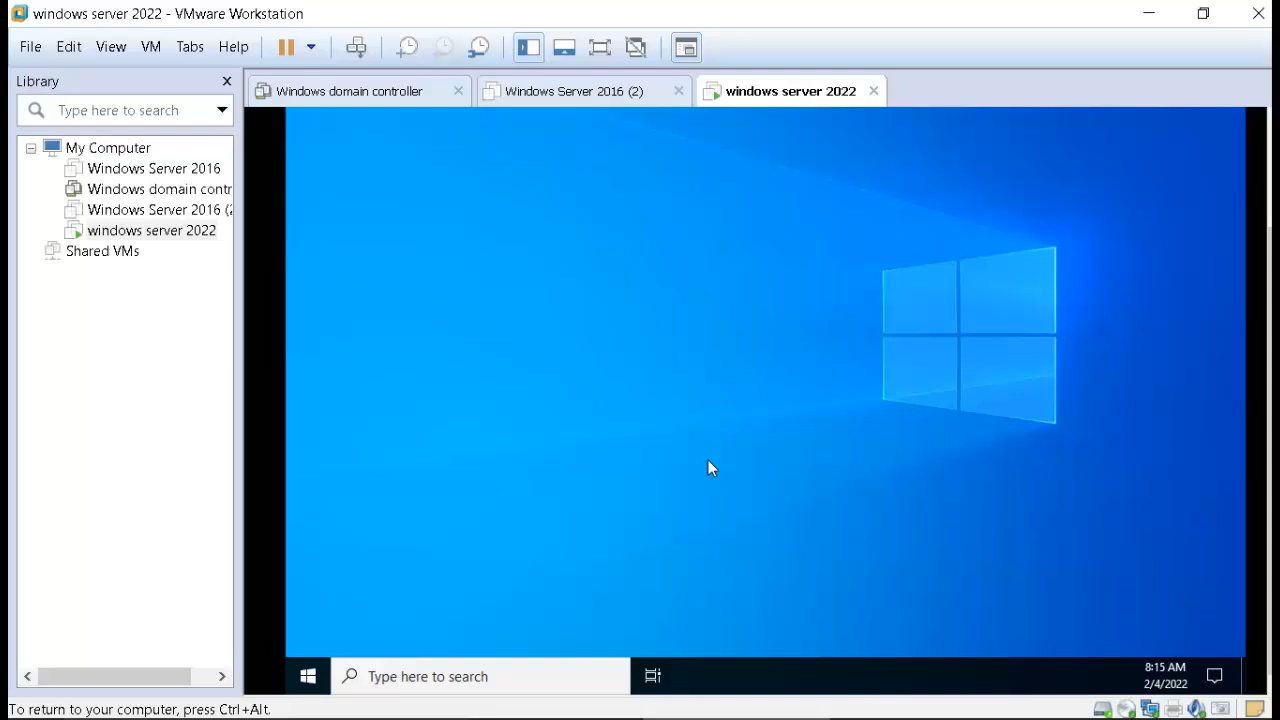 windows server 2022 - VMware Workstation
File Edit View VM Tabs Help
Library
Type here to search
My Computer
Windows Server 2016
Windows domain contr
Windows Server 2016 (2
windows server 2022
Shared VMs
Windows domain controller
Windows Server 2016 (2)
windows server 2022
Type here to search
8:15 AM
2/4/2022
To return to your computer, press Ctrl+Alt.